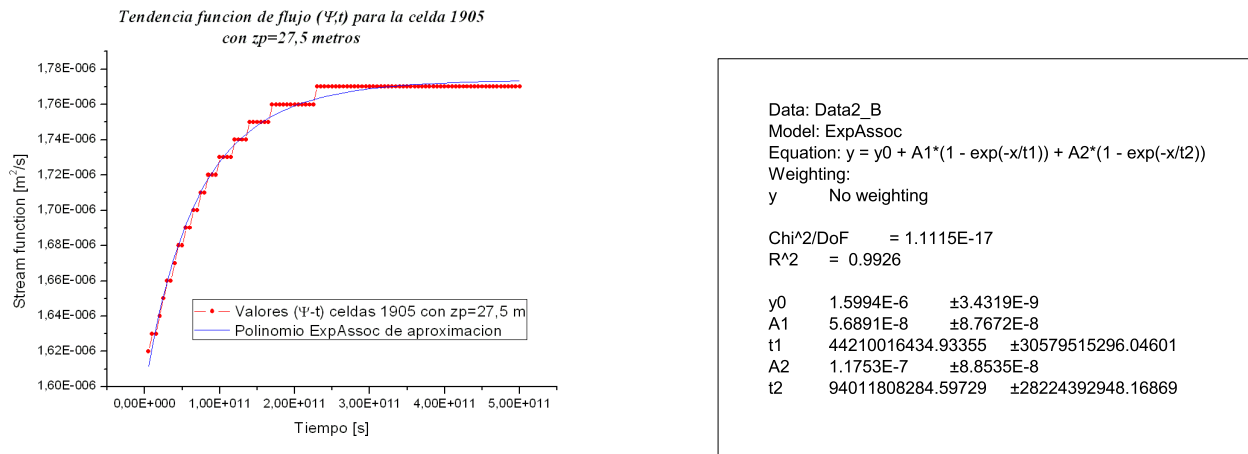 Tendencia funcion de flujo (Ψ,t) para la celda 1905
con zp=27,5 metros
1,78E-006
1,76E-006
1,74E-006
1,72E-006
1,70E-006
1,68E-006
1,66E-006
1,64E-006
1,62E-006
1,60E-006
Stream function [m²/s]
Valores (Ψ-t) celdas 1905 con zp=27,5 m
Polinomio ExpAssoc de aproximacion
0,00E+000 1,00E+011 2,00E+011 3,00E+011 4,00E+011 5,00E+011
Tiempo [s]
Data: Data2_B
Model: ExpAssoc
Equation: y = y0 + A1*(1 - exp(-x/t1)) + A2*(1 - exp(-x/t2))
Weighting:
y No weighting
Chi^2/DoF = 1.1115E-17
R^2 = 0.9926
y0 1.5994E-6 ±3.4319E-9
A1 5.6891E-8 ±8.7672E-8
t1 44210016434.93355 ±30579515296.04601
A2 1.1753E-7 ±8.8535E-8
t2 94011808284.59729 ±28224392948.16869